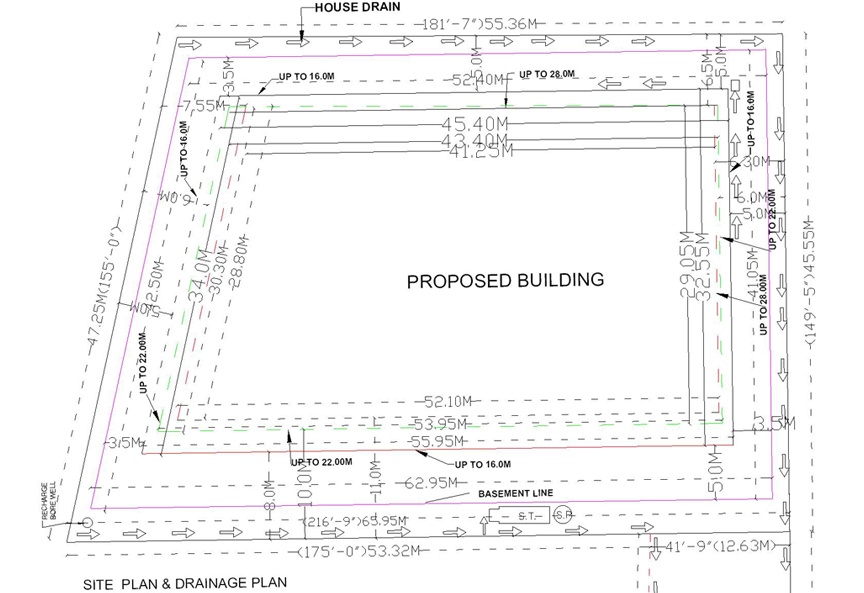 HOUSE DRAIN
181'-7")55.36M
5.0M
6.5M
5.0M
3.5M
UP TO 16.0M
52.40M
UP TO 28.0M
7.55M
UP TO 16.0M
UP TO 16.0M
45.40M
43.40M
41.25M
6.0M
6.0M
5.0M
UP TO 22.00M
47.25M(155'-0")
42.50M
5.0M
34.0M
30.30M
28.80M
29.05M
32.55M
41.05M
UP TO 28.00M
(149'-5")45.55M
PROPOSED BUILDING
UP TO 22.00M
52.10M
53.95M
55.95M
3.5M
3.5M
UP TO 22.00M
UP TO 16.0M
8.0M
10.0M
11.0M
5.0M
62.95M
BASEMENT LINE
RECHARGE
BORE WELL
(216'-9")65.95M
S.T.
(175'-0")53.32M
41'-9"(12.63M)
SITE PLAN & DRAINAGE PLAN